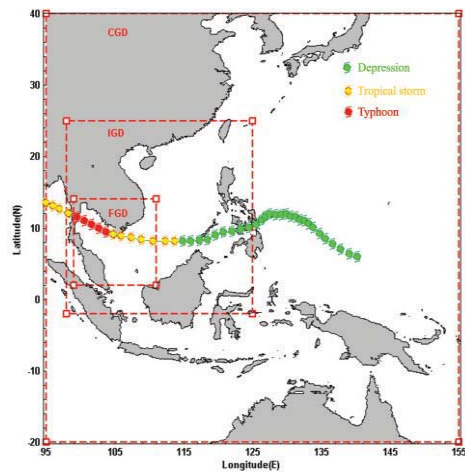 40
CGD
30
Depression
Tropical storm
Typhoon
IGD
20
FGD
10
Latitude(N)
0
-10
-20
95 105 115 125 135 145 155
Longitude(E)